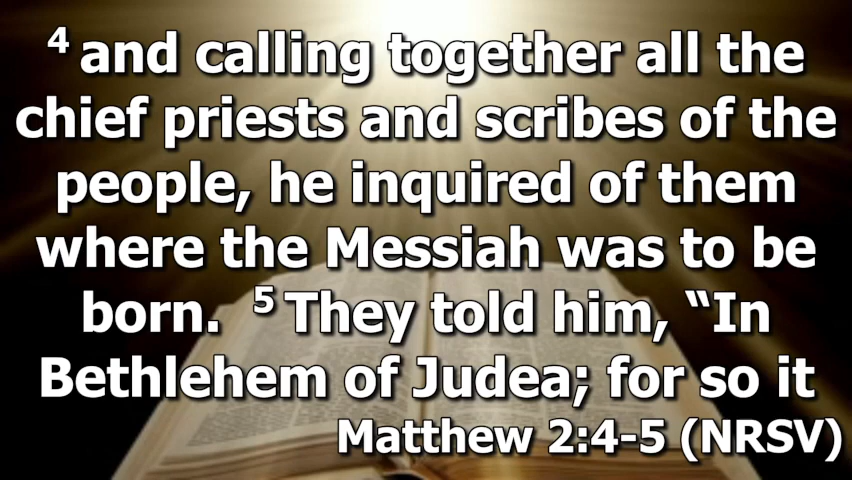 4 and calling together all the
chief priests and scribes of the
people, he inquired of them
where the Messiah was to be
born. 5 They told him, “In
Bethlehem of Judea; for so it
Matthew 2:4-5 (NRSV)